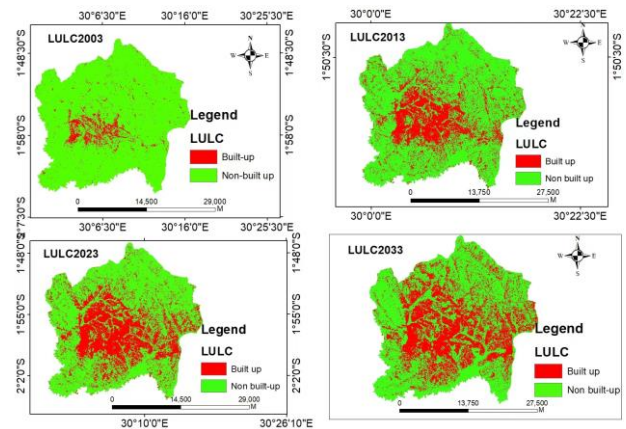 30°6'30"E 30°16'0"E 30°25'30"E
LULC2003
N
W E
S
1°48'30"S
1°48'30"S
1°58'0"S
1°58'0"S
Legend
LULC
Built-up
Non-built up
0 14,500 29,000
M
30°6'30"E 30°16'0"E 30°25'30"E
30°0'0"E 30°22'30"E
LULC2013
N
W E
S
1°50'30"S
1°50'30"S
Legend
LULC
Built up
Non built up
0 13,750 27,500
M
30°0'0"E 30°22'30"E
LULC2023
1°48'0"S
1°48'0"S
1°55'0"S
1°55'0"S
2°2'0"S
2°2'0"S
Legend
LULC
Built up
Non built-up
0 14,500 29,000
M
30°10'0"E 30°26'10"E
LULC2033
N
W E
S
Legend
LULC
Built up
Non built-up
0 13,750 27,500
M